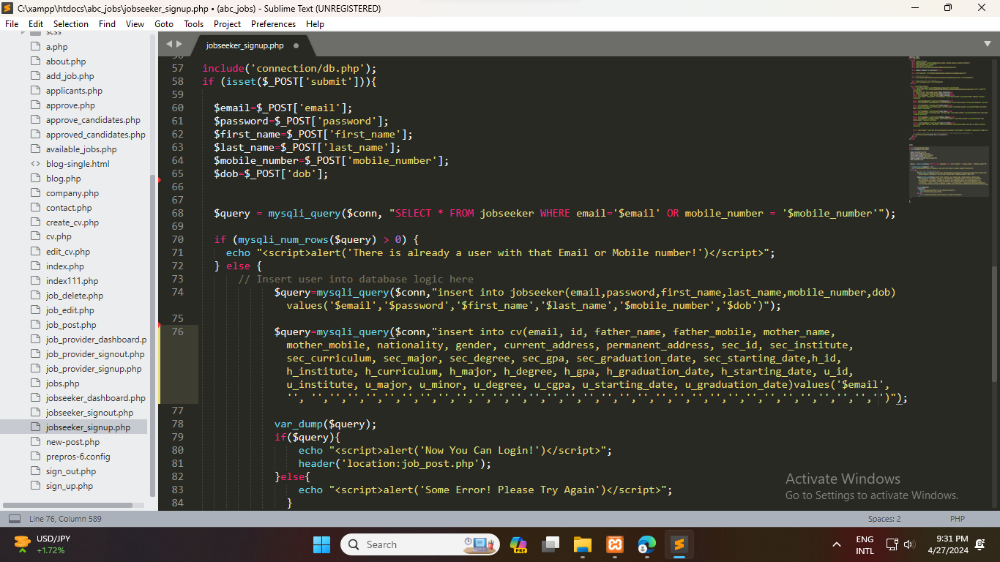 C:\xampp\htdocs\abc_jobs\jobseeker_signup.php • (abc_jobs) - Sublime Text (UNREGISTERED)
File Edit Selection Find View Goto Tools Project Preferences Help
scss
a.php
about.php
add_job.php
applicants.php
approve.php
approve_candidates.php
approved_candidates.php
available_jobs.php
blog-single.html
blog.php
company.php
contact.php
create_cv.php
cv.php
edit_cv.php
index.php
index111.php
job_delete.php
job_edit.php
job_post.php
job_provider_dashboard.p
job_provider_signout.php
job_provider_signup.php
jobs.php
jobseeker_dashboard.php
jobseeker_signout.php
jobseeker_signup.php
new-post.php
prepros-6.config
sign_out.php
sign_up.php
jobseeker_signup.php
56
57 include('connection/db.php');
58 if (isset($_POST['submit'])){
59
60 $email=$_POST['email'];
61 $password=$_POST['password'];
62 $first_name=$_POST['first_name'];
63 $last_name=$_POST['last_name'];
64 $mobile_number=$_POST['mobile_number'];
65 $dob=$_POST['dob'];
66
67
68 $query = mysqli_query($conn, "SELECT * FROM jobseeker WHERE email='$email' OR mobile_number = '$mobile_number'");
69
70 if (mysqli_num_rows($query) > 0) {
71 echo "<script>alert('There is already a user with that Email or Mobile number!')</script>";
72 } else {
73 // Insert user into database logic here
74 $query=mysqli_query($conn,"insert into jobseeker(email,password,first_name,last_name,mobile_number,dob)
values('$email','$password','$first_name','$last_name','$mobile_number','$dob')");
75
76 $query=mysqli_query($conn,"insert into cv(email, id, father_name, father_mobile, mother_name,
mother_mobile, nationality, gender, current_address, permanent_address, sec_id, sec_institute,
sec_curriculum, sec_major, sec_degree, sec_gpa, sec_graduation_date, sec_starting_date,h_id,
h_institute, h_curriculum, h_major, h_degree, h_gpa, h_graduation_date, h_starting_date, u_id,
u_institute, u_major, u_minor, u_degree, u_cgpa, u_starting_date, u_graduation_date)values('$email',
'', '','','','','','','','','','','','','','','','','','','','','','','','','','','','','','','','')");
77
78 var_dump($query);
79 if($query){
80 echo "<script>alert('Now You Can Login!')</script>";
81 header('location:job_post.php');
82 }else{
83 echo "<script>alert('Some Error! Please Try Again')</script>";
84 }
Activate Windows
Go to Settings to activate Windows.
Line 76, Column 589
Spaces: 2
PHP
USD/JPY
+1.72%
Search
PRE
ENG
INTL
9:31 PM
4/27/2024